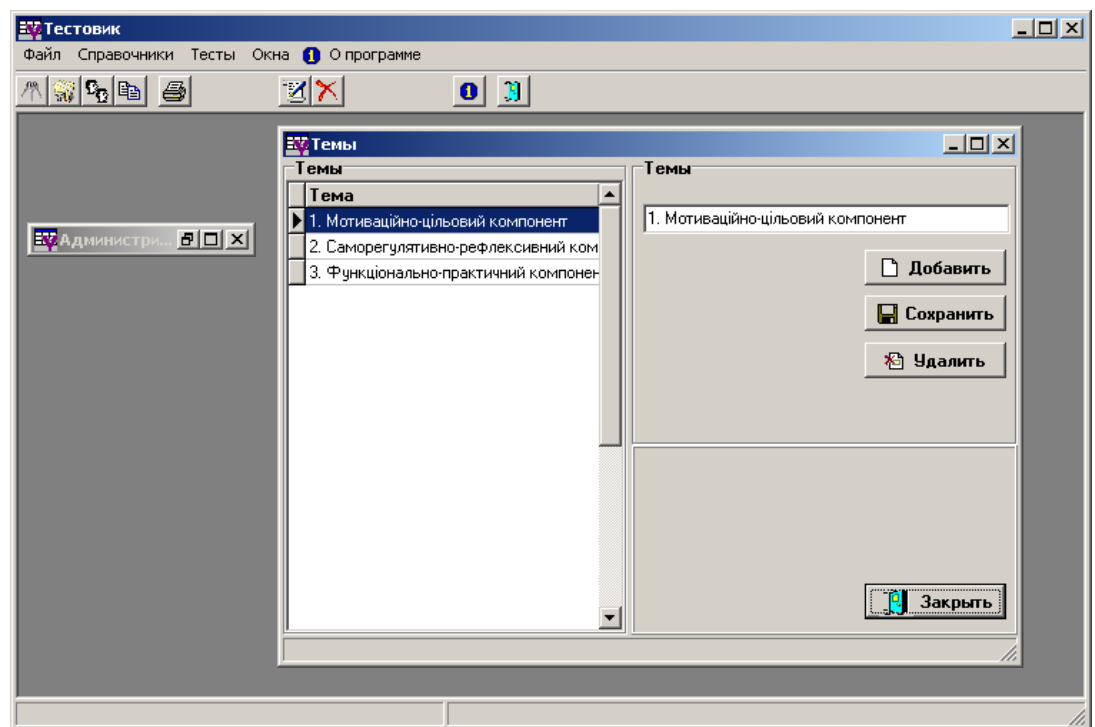 Тестовик
Файл Справочники Тесты Окна О программе
Темы
Темы
Тема
1. Мотиваційно-цільовий компонент
2. Саморегулятивно-рефлексивний ком
3. Функціонально-практичний компонен
Темы
1. Мотиваційно-цільовий компонент
Добавить
Сохранить
Удалить
Закрыть
Администри...